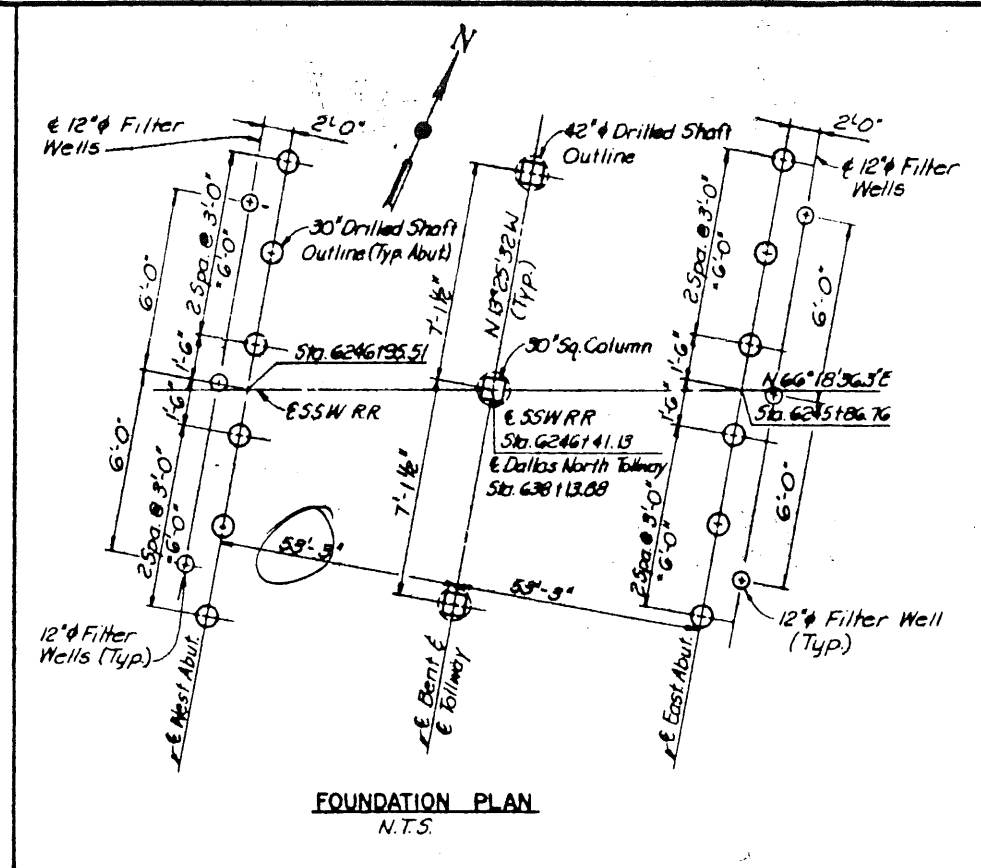 N
℄ 12"φ Filter
Wells
2'-0"
42"φ Drilled Shaft
Outline
2'-0"
℄ 12"φ Filter
Wells
30" Drilled Shaft
Outline (Typ. Abut.)
2 Spa. @ 3'-0"
= 6'-0"
6'-0"
7'-1½"
N 13°25'32" W
(Typ.)
2 Spa. @ 3'-0"
= 6'-0"
6'-0"
1'-6"
Sta. 6246+95.51
30" Sq. Column
1'-6"
N 66°18'36.3" E
Sta. 6245+86.76
1'-6"
℄ SSW RR
℄ SSW RR
Sta. 6246+41.13
℄ Dallas North Tollway
Sta. 638+13.88
1'-6"
6'-0"
2 Spa. @ 3'-0"
= 6'-0"
7'-1½"
2 Spa. @ 3'-0"
= 6'-0"
6'-0"
53'-3"
53'-3"
12"φ Filter
Wells (Typ.)
12"φ Filter Well
(Typ.)
℄ West Abut.
℄ Bent &
℄ Tollway
℄ East Abut.
FOUNDATION PLAN
N.T.S.